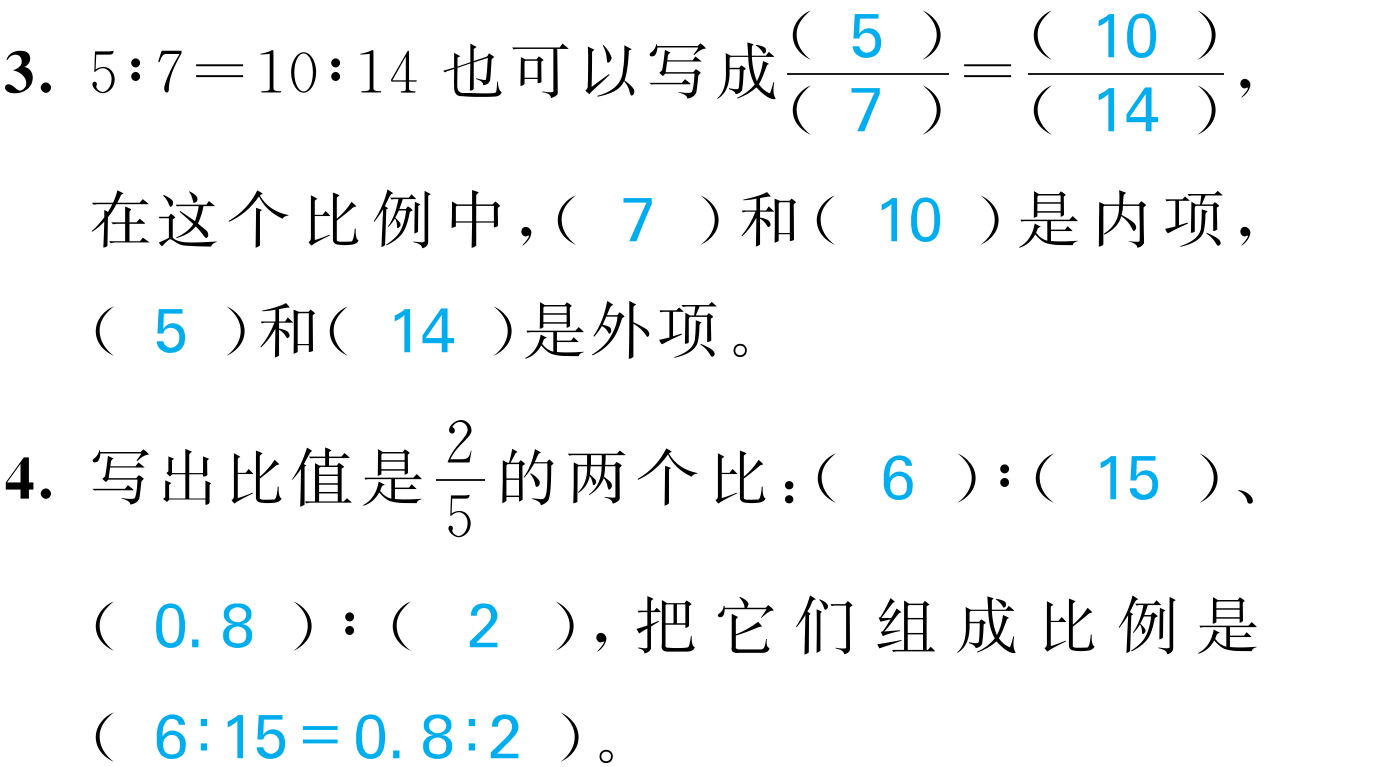 3. 5∶7=10∶14 也可以写成$\frac{( 5 )}{( 7 )}=\frac{( 10 )}{( 14 )}$,
在这个比例中,( 7 )和( 10 )是内项,
( 5 )和( 14 )是外项。
4. 写出比值是$\frac{2}{5}$的两个比:( 6 )∶( 15 )、
( 0.8 )∶( 2 ),把它们组成比例是
( 6∶15=0.8∶2 )。